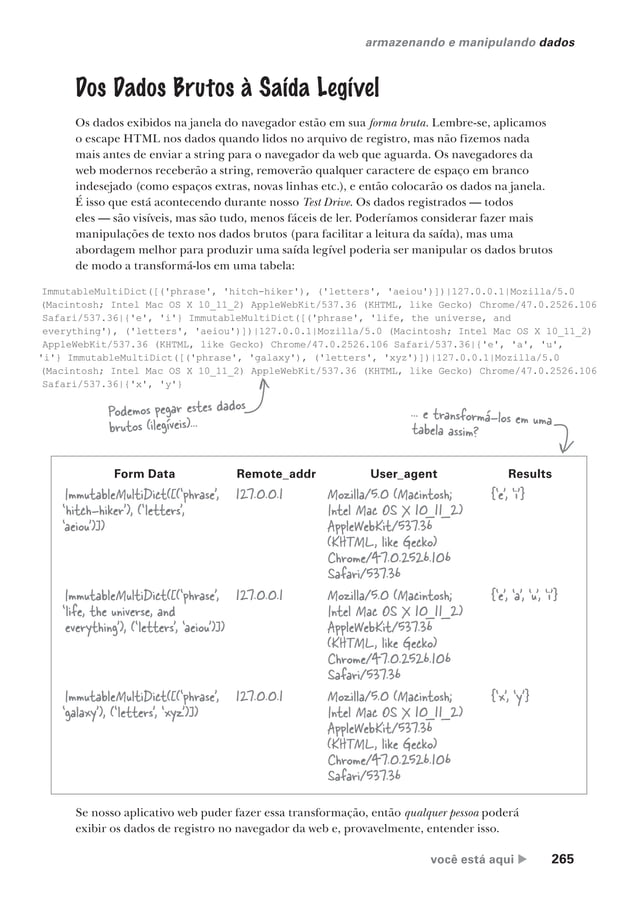 armazenando e manipulando dados
Dos Dados Brutos à Saída Legível
Os dados exibidos na janela do navegador estão em sua forma bruta. Lembre-se, aplicamos
o escape HTML nos dados quando lidos no arquivo de registro, mas não fizemos nada
mais antes de enviar a string para o navegador da web que aguarda. Os navegadores da
web modernos receberão a string, removerão qualquer caractere de espaço em branco
indesejado (como espaços extras, novas linhas etc.), e então colocarão os dados na janela.
É isso que está acontecendo durante nosso Test Drive. Os dados registrados — todos
eles — são visíveis, mas são tudo, menos fáceis de ler. Poderíamos considerar fazer mais
manipulações de texto nos dados brutos (para facilitar a leitura da saída), mas uma
abordagem melhor para produzir uma saída legível poderia ser manipular os dados brutos
de modo a transformá-los em uma tabela:
ImmutableMultiDict([('phrase', 'hitch-hiker'), ('letters', 'aeiou')])|127.0.0.1|Mozilla/5.0
(Macintosh; Intel Mac OS X 10_11_2) AppleWebKit/537.36 (KHTML, like Gecko) Chrome/47.0.2526.106
Safari/537.36|{'e', 'i'} ImmutableMultiDict([('phrase', 'life, the universe, and
everything'), ('letters', 'aeiou')])|127.0.0.1|Mozilla/5.0 (Macintosh; Intel Mac OS X 10_11_2)
AppleWebKit/537.36 (KHTML, like Gecko) Chrome/47.0.2526.106 Safari/537.36|{'e', 'a', 'u',
'i'} ImmutableMultiDict([('phrase', 'galaxy'), ('letters', 'xyz')])|127.0.0.1|Mozilla/5.0
(Macintosh; Intel Mac OS X 10_11_2) AppleWebKit/537.36 (KHTML, like Gecko) Chrome/47.0.2526.106
Safari/537.36|{'x', 'y'}
Podemos pegar estes dados
brutos (ilegíveis)...
... e transformá-los em uma
tabela assim?
Form Data Remote_addr User_agent Results
ImmutableMultiDict([('phrase', 127.0.0.1 Mozilla/5.0 (Macintosh; {'e', 'i'}
'hitch-hiker'), ('letters', Intel Mac OS X 10_11_2)
'aeiou')]) AppleWebKit/537.36
(KHTML, like Gecko)
Chrome/47.0.2526.106
Safari/537.36
ImmutableMultiDict([('phrase', 127.0.0.1 Mozilla/5.0 (Macintosh; {'e', 'a', 'u', 'i'}
'life, the universe, and Intel Mac OS X 10_11_2)
everything'), ('letters', 'aeiou')]) AppleWebKit/537.36
(KHTML, like Gecko)
Chrome/47.0.2526.106
Safari/537.36
ImmutableMultiDict([('phrase', 127.0.0.1 Mozilla/5.0 (Macintosh; {'x', 'y'}
'galaxy'), ('letters', 'xyz')]) Intel Mac OS X 10_11_2)
AppleWebKit/537.36
(KHTML, like Gecko)
Chrome/47.0.2526.106
Safari/537.36
Se nosso aplicativo web puder fazer essa transformação, então qualquer pessoa poderá
exibir os dados de registro no navegador da web e, provavelmente, entender isso.
você está aqui ▶ 265